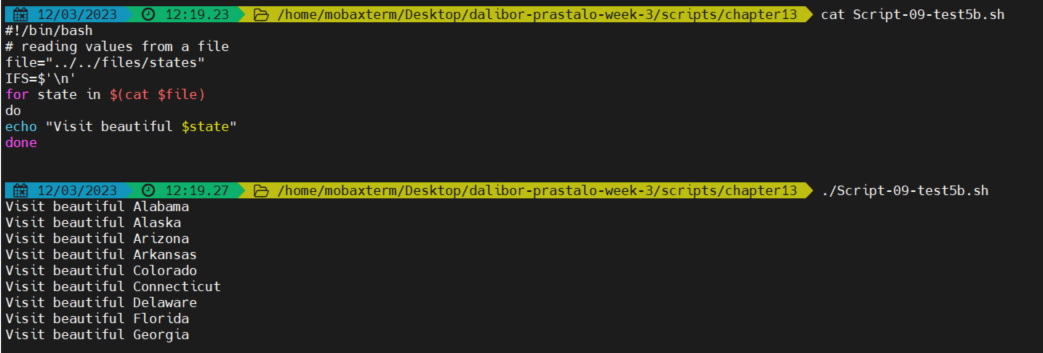 12/03/2023 12:19.23 /home/mobaxterm/Desktop/dalibor-prastalo-week-3/scripts/chapter13 cat Script-09-test5b.sh
#!/bin/bash
# reading values from a file
file="../../files/states"
IFS=$'\n'
for state in $(cat $file)
do
echo "Visit beautiful $state"
done
12/03/2023 12:19.27 /home/mobaxterm/Desktop/dalibor-prastalo-week-3/scripts/chapter13 ./Script-09-test5b.sh
Visit beautiful Alabama
Visit beautiful Alaska
Visit beautiful Arizona
Visit beautiful Arkansas
Visit beautiful Colorado
Visit beautiful Connecticut
Visit beautiful Delaware
Visit beautiful Florida
Visit beautiful Georgia